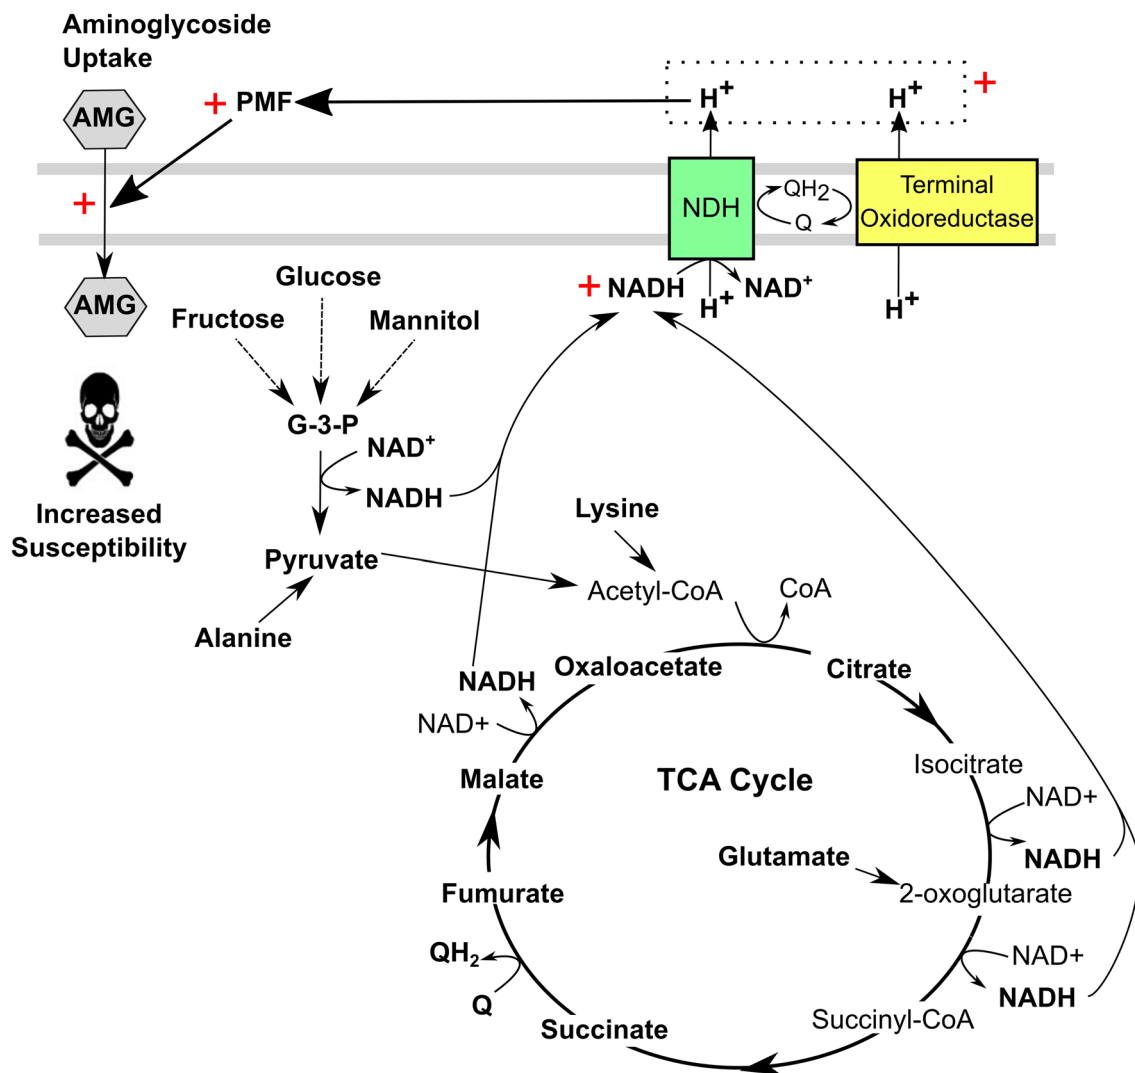 Aminoglycoside
Uptake
AMG
+ PMF
H+
H+
+
+
NDH
QH2
Q
Terminal
Oxidoreductase
AMG
+ NADH
H+
NAD+
H+
Glucose
Fructose
Mannitol
G-3-P
NAD+
NADH
Increased
Susceptibility
Pyruvate
Alanine
Lysine
Acetyl-CoA
CoA
Oxaloacetate
Citrate
NADH
NAD+
Malate
TCA Cycle
Isocitrate
NAD+
NADH
Glutamate
2-oxoglutarate
Fumurate
QH2
Q
NAD+
NADH
Succinyl-CoA
Succinate